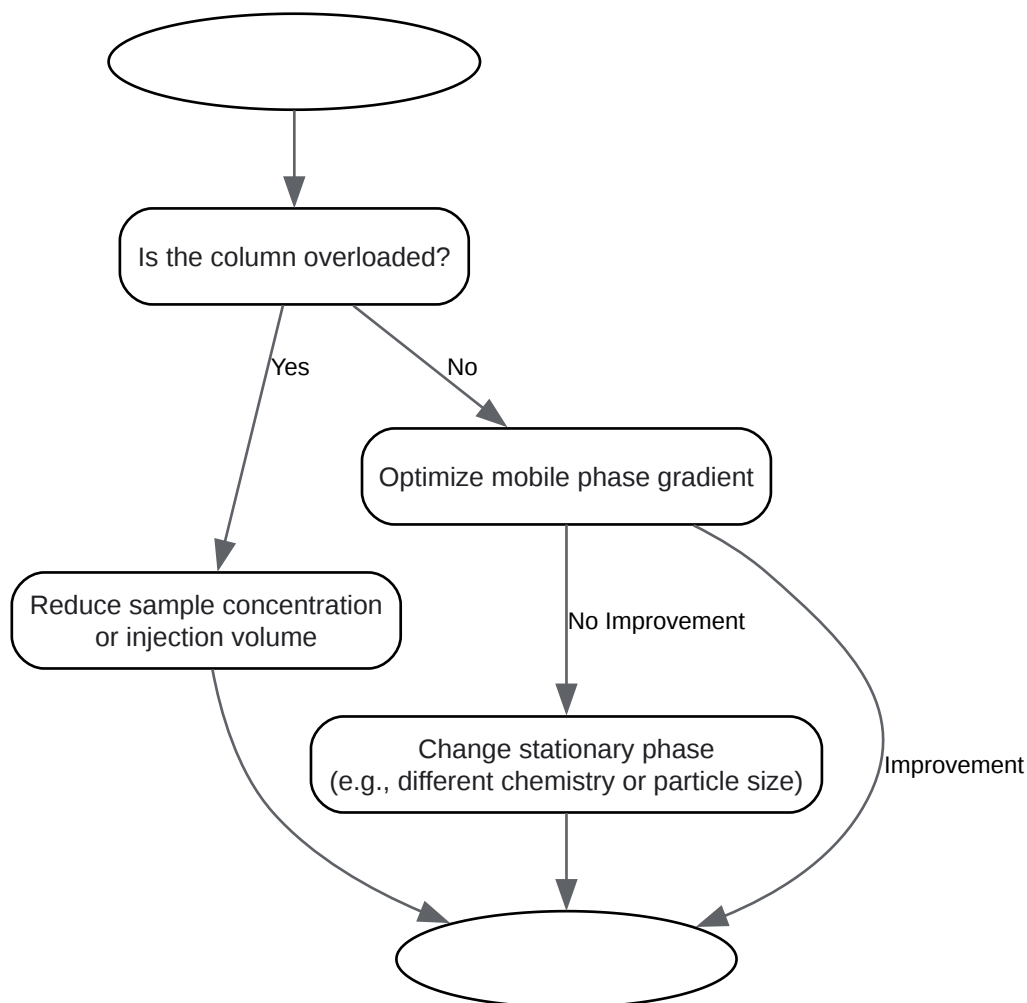 Is the column overloaded?
Yes
No
Optimize mobile phase gradient
Reduce sample concentration
or injection volume
No Improvement
Change stationary phase
(e.g., different chemistry or particle size)
Improvement